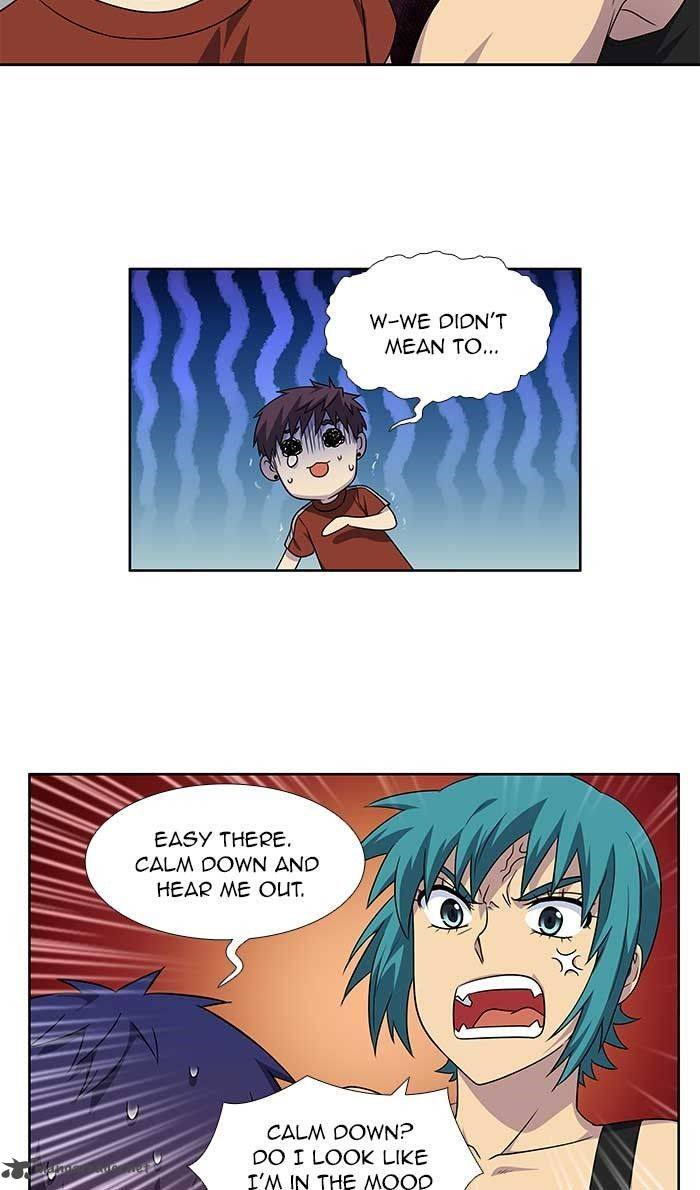 W-WE DIDN'T
MEAN TO...
EASY THERE.
CALM DOWN AND
HEAR ME OUT.
CALM DOWN?
DO I LOOK LIKE
I'M IN THE MOOD